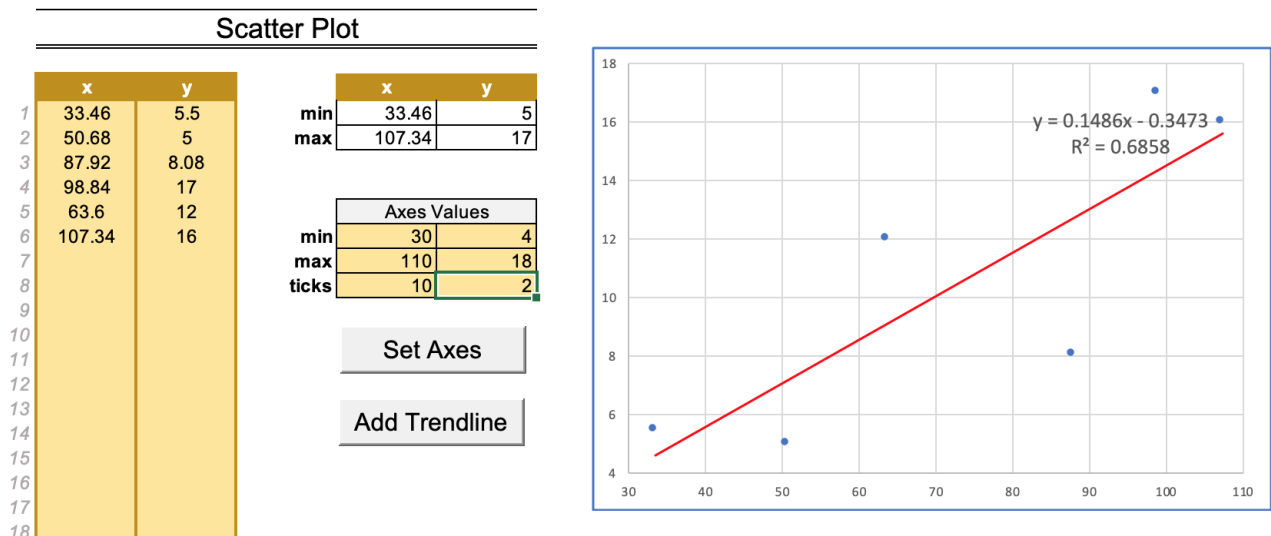 Scatter Plot
x y
1 33.46 5.5
2 50.68 5
3 87.92 8.08
4 98.84 17
5 63.6 12
6 107.34 16
7
8
9
10
11
12
13
14
15
16
17
18
x y
min 33.46 5
max 107.34 17
Axes Values
min 30 4
max 110 18
ticks 10 2
Set Axes
Add Trendline
18
16
14
12
10
8
6
4
y = 0.1486x - 0.3473
R² = 0.6858
30 40 50 60 70 80 90 100 110